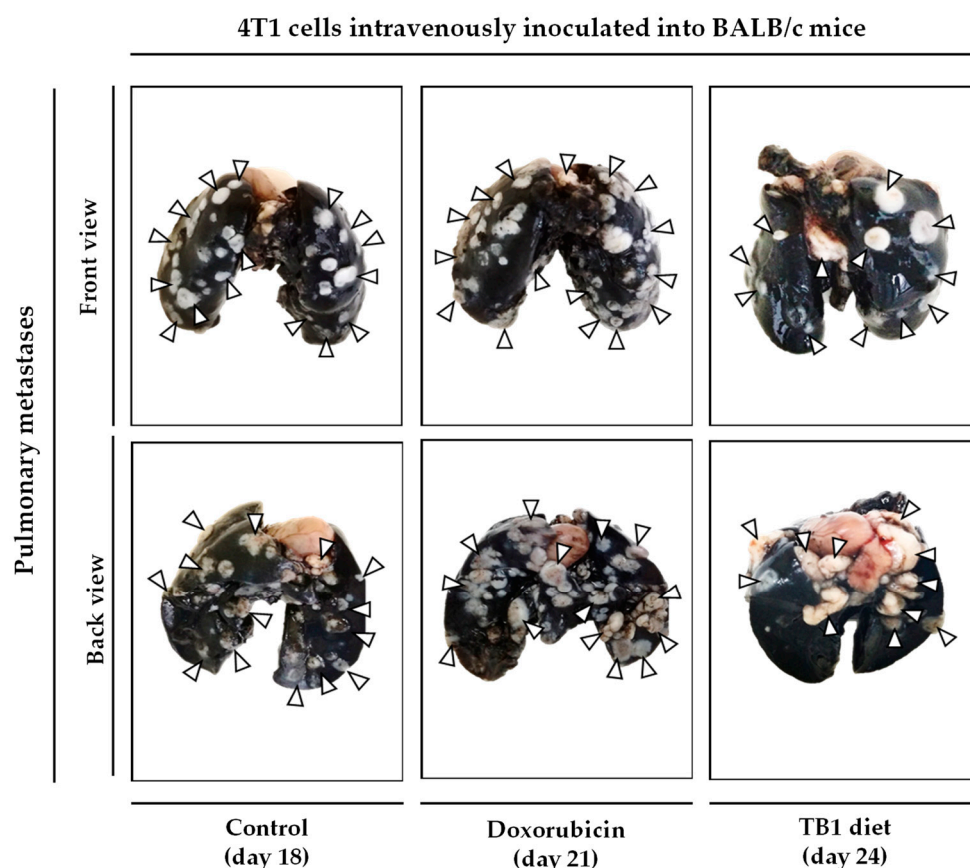 4T1 cells intravenously inoculated into BALB/c mice
Pulmonary metastases
Front view
Back view
Control
(day 18)
Doxorubicin
(day 21)
TB1 diet
(day 24)